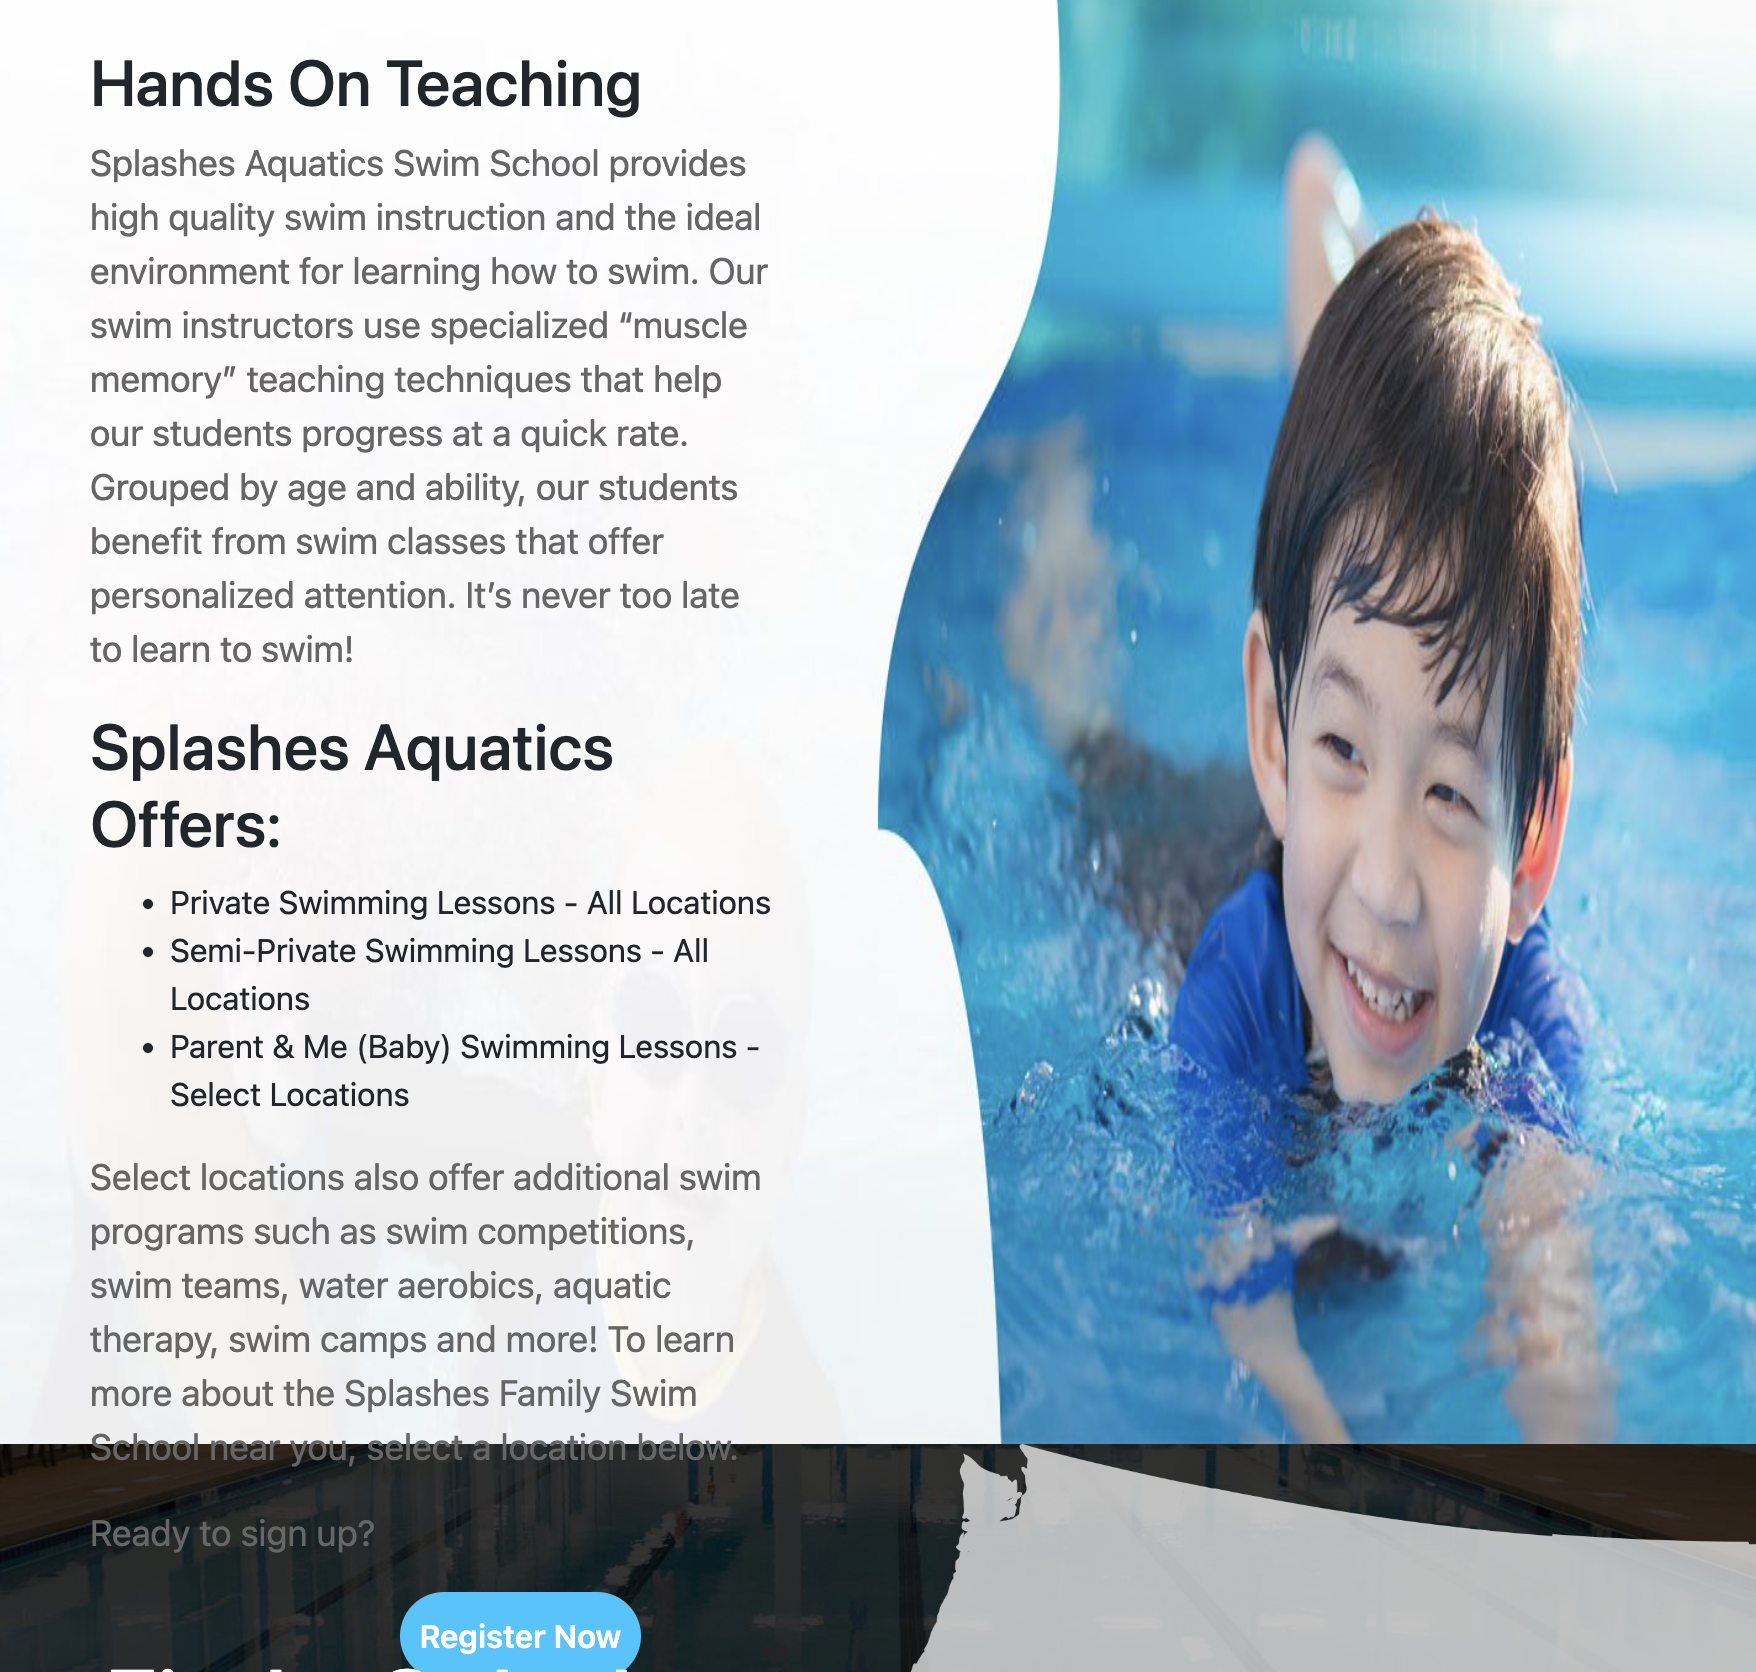 Hands On Teaching
Splashes Aquatics Swim School provides
high quality swim instruction and the ideal
environment for learning how to swim. Our
swim instructors use specialized “muscle
memory” teaching techniques that help
our students progress at a quick rate.
Grouped by age and ability, our students
benefit from swim classes that offer
personalized attention. It’s never too late
to learn to swim!
Splashes Aquatics
Offers:
• Private Swimming Lessons - All Locations
• Semi-Private Swimming Lessons - All
Locations
• Parent & Me (Baby) Swimming Lessons -
Select Locations
Select locations also offer additional swim
programs such as swim competitions,
swim teams, water aerobics, aquatic
therapy, swim camps and more! To learn
more about the Splashes Family Swim
School near you, select a location below.
Ready to sign up?
Register Now